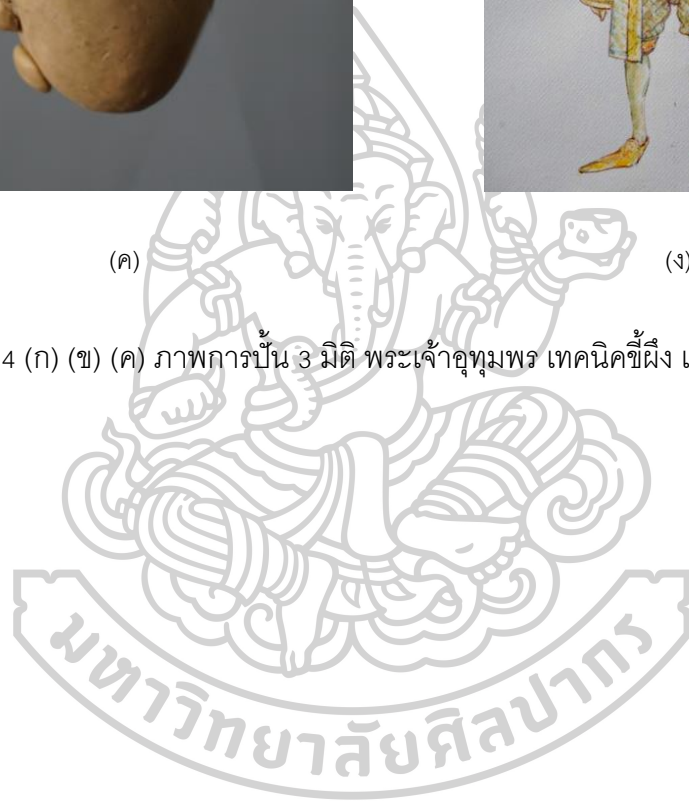 (ค)
(ง)
4 (ก) (ข) (ค) ภาพการปั้น 3 มิติ พระเจ้าอุทุมพร เทคนิคขี้ผึ้ง
มหาวิทยาลัยศิลปากร